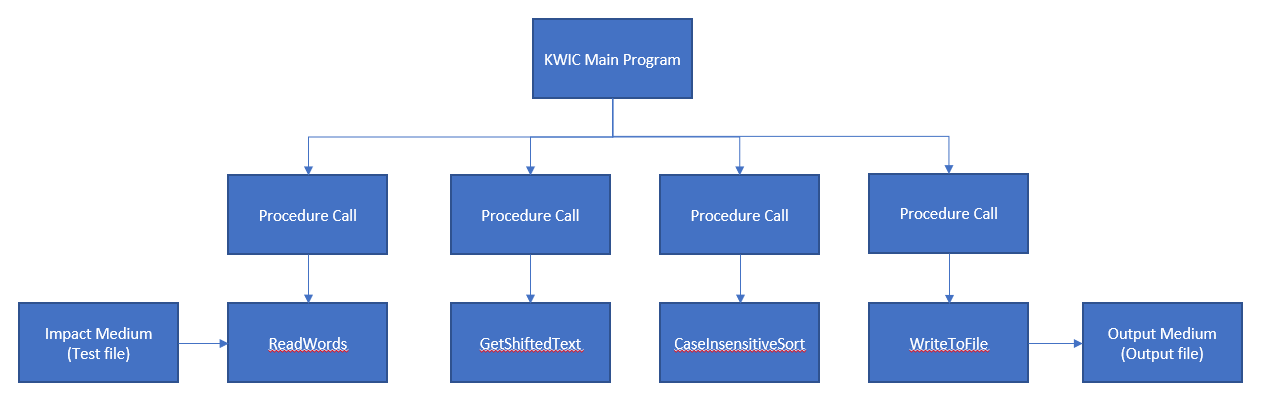 KWIC Main Program
Procedure Call
Procedure Call
Procedure Call
Procedure Call
Impact Medium
(Test file)
ReadWords
GetShiftedText
CaseInsensitiveSort
WriteToFile
Output Medium
(Output file)